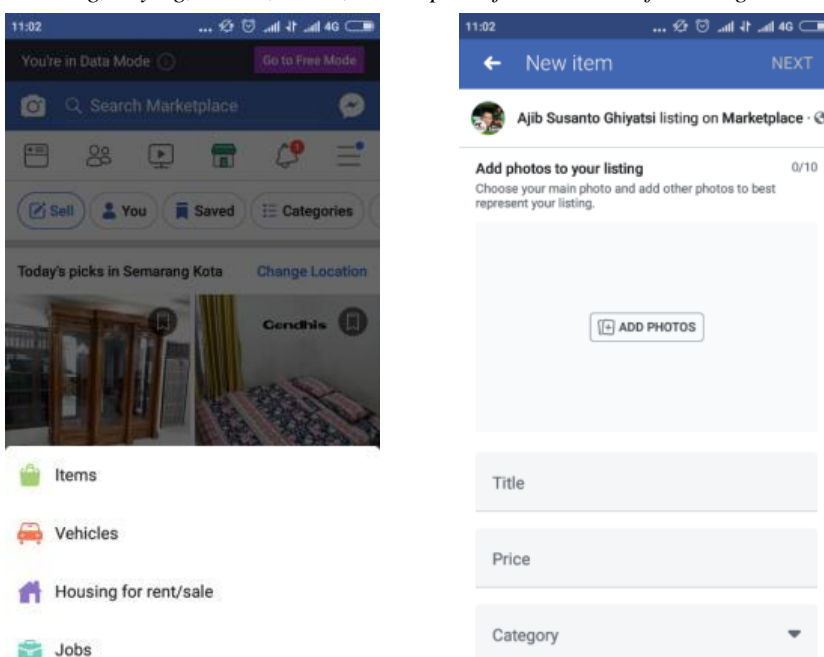 11:02 ... 4G
You're in Data Mode Go to Free Mode
Search Marketplace
1
Sell You Saved Categories
Today's picks in Semarang Kota Change Location
Gendhis
Items
Vehicles
Housing for rent/sale
Jobs
11:02 ... 4G
New item NEXT
Ajib Susanto Ghiyatsi listing on Marketplace ·
Add photos to your listing 0/10
Choose your main photo and add other photos to best
represent your listing.
ADD PHOTOS
Title
Price
Category